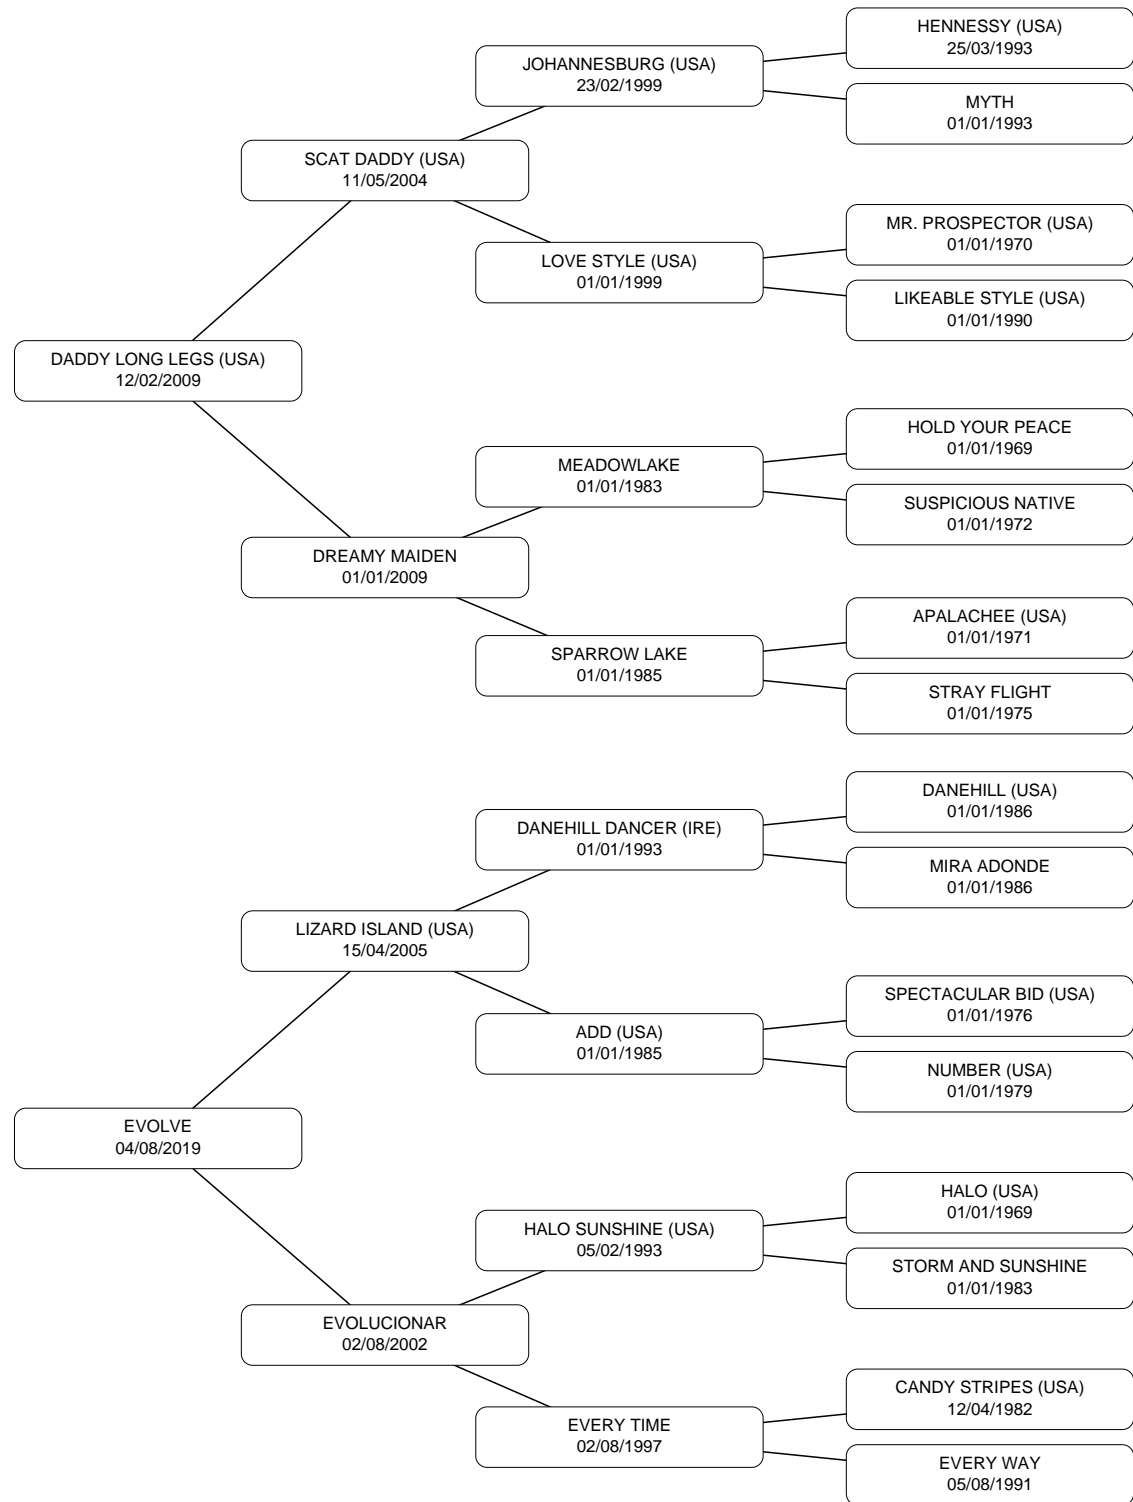 HENNESSY (USA)
25/03/1993
JOHANNESBURG (USA)
23/02/1999
MYTH
01/01/1993
SCAT DADDY (USA)
11/05/2004
MR. PROSPECTOR (USA)
01/01/1970
LOVE STYLE (USA)
01/01/1999
LIKEABLE STYLE (USA)
01/01/1990
DADDY LONG LEGS (USA)
12/02/2009
HOLD YOUR PEACE
01/01/1969
MEADOWLAKE
01/01/1983
SUSPICIOUS NATIVE
01/01/1972
DREAMY MAIDEN
01/01/2009
APALACHEE (USA)
01/01/1971
SPARROW LAKE
01/01/1985
STRAY FLIGHT
01/01/1975
DANEHILL (USA)
01/01/1986
DANEHILL DANCER (IRE)
01/01/1993
MIRA ADONDE
01/01/1986
LIZARD ISLAND (USA)
15/04/2005
SPECTACULAR BID (USA)
01/01/1976
ADD (USA)
01/01/1985
NUMBER (USA)
01/01/1979
EVOLVE
04/08/2019
HALO (USA)
01/01/1969
HALO SUNSHINE (USA)
05/02/1993
STORM AND SUNSHINE
01/01/1983
EVOLUCIONAR
02/08/2002
CANDY STRIPES (USA)
12/04/1982
EVERY TIME
02/08/1997
EVERY WAY
05/08/1991